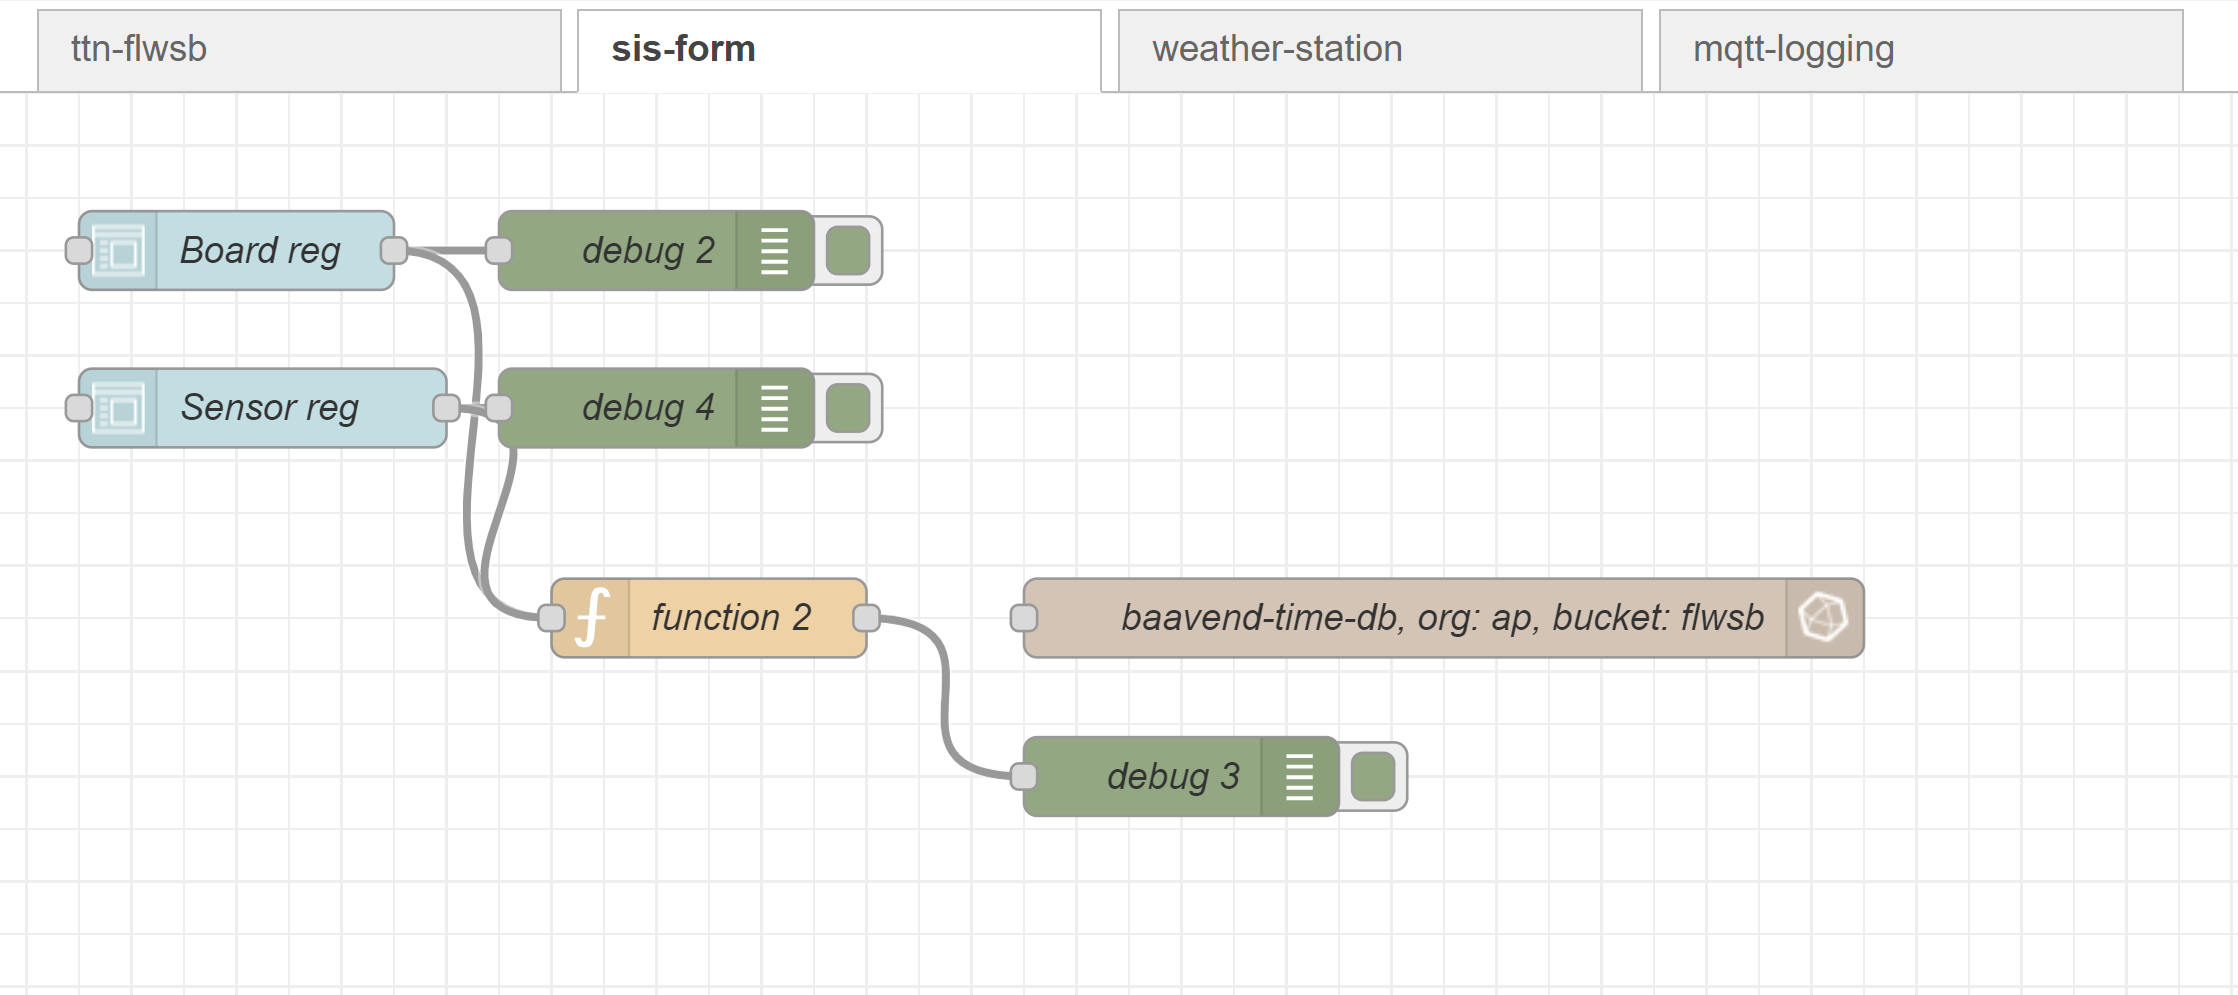 ttn-flwsb
sis-form
weather-station
mqtt-logging
Board reg
debug 2
Sensor reg
debug 4
function 2
baavend-time-db, org: ap, bucket: flwsb
debug 3